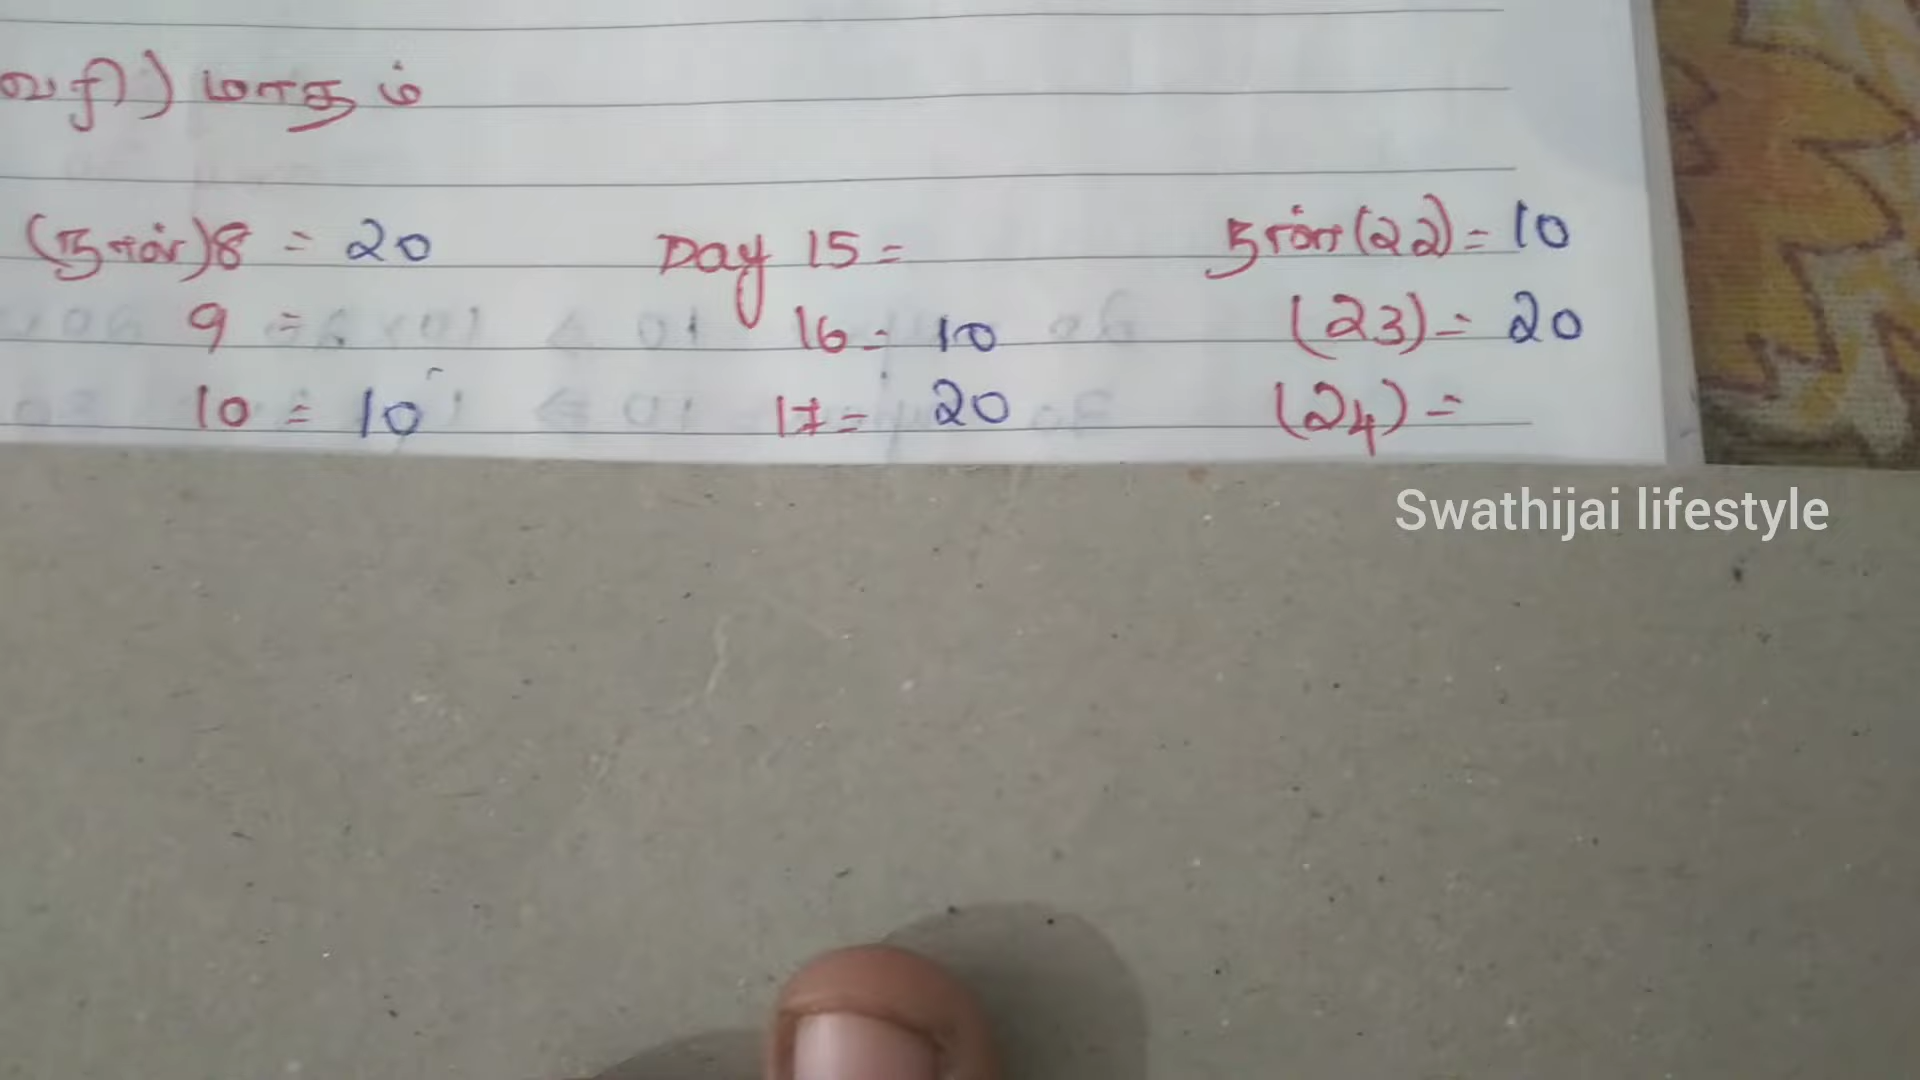 வரி) மாதம்
(நாள்)8 = 20 Day 15 = நாள்(22) = 10
9 = 16 = 10 (23) = 20
10 = 10 17 = 20 (24) =
Swathijai lifestyle